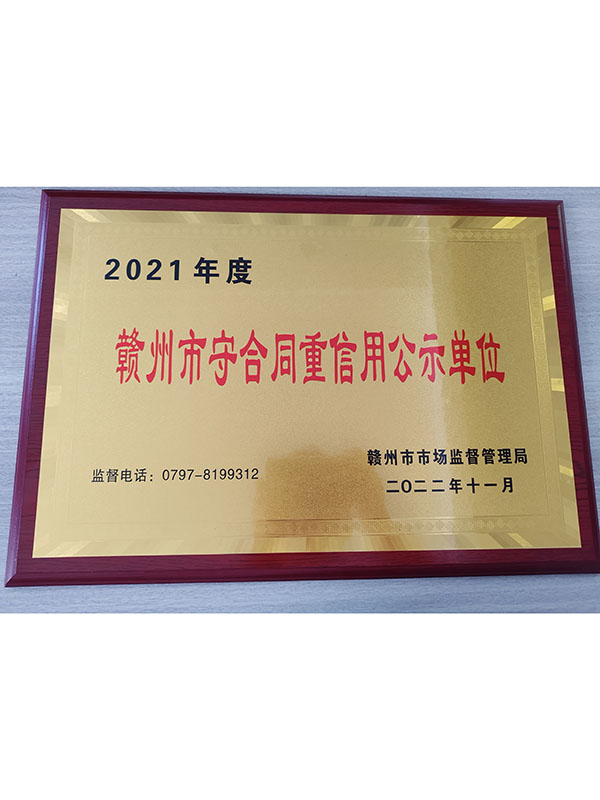 2021年度
赣州市守合同重信用公示单位
赣州市市场监督管理局
监督电话：0797-8199312
二〇二二年十一月